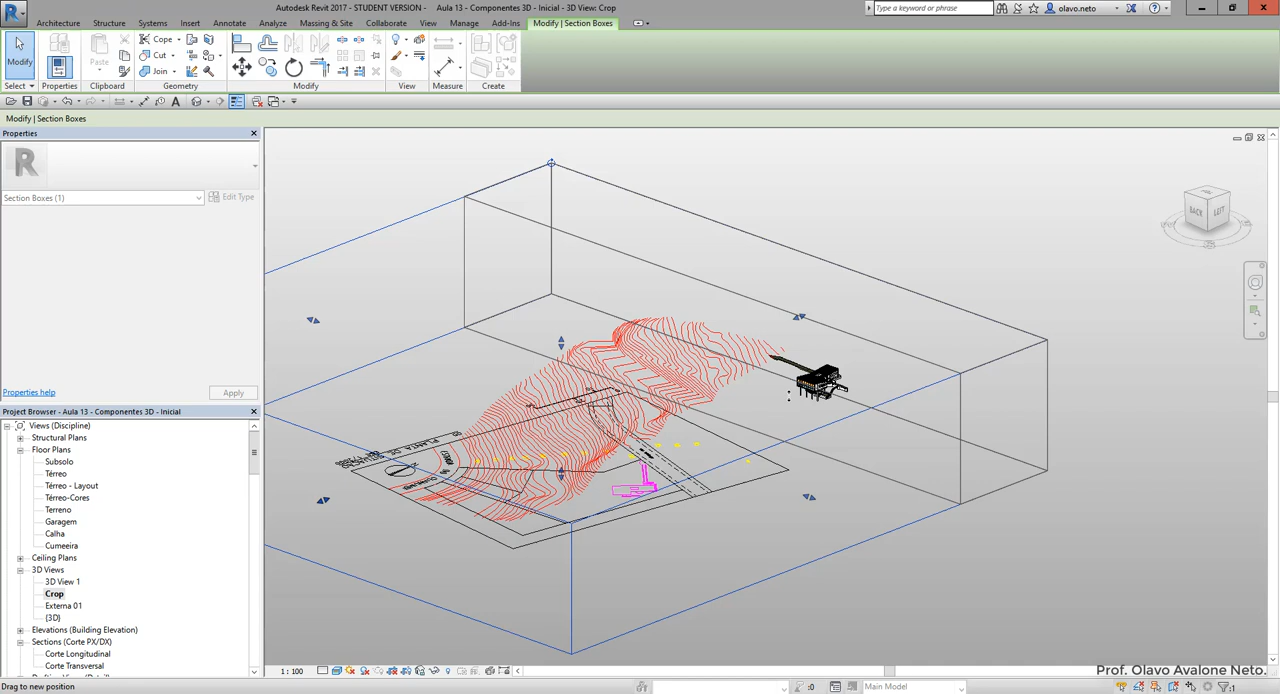 Autodesk Revit 2017 - STUDENT VERSION - Aula 13 - Componentes 3D - Inicial - 3D View: Crop
Type a keyword or phrase
olavo.neto
Architecture Structure Systems Insert Annotate Analyze Massing & Site Collaborate View Manage Add-Ins Modify | Section Boxes
Modify
Paste
Cope
Cut
Join
Select Properties Clipboard Geometry Modify View Measure Create
Modify | Section Boxes
Properties
Section Boxes (1)
Edit Type
Properties help
Apply
Project Browser - Aula 13 - Componentes 3D - Inicial
Views (Discipline)
Structural Plans
Floor Plans
Subsolo
Térreo
Térreo - Layout
Térreo-Cores
Terreno
Garagem
Calha
Cumeeira
Ceiling Plans
3D Views
3D View 1
Crop
Externa 01
{3D}
Elevations (Building Elevation)
Sections (Corte PX/DX)
Corte Longitudinal
Corte Transversal
BACK
LEFT
1 : 100
Prof. Olavo Avalone Neto.
Drag to new position
:0
Main Model
:1